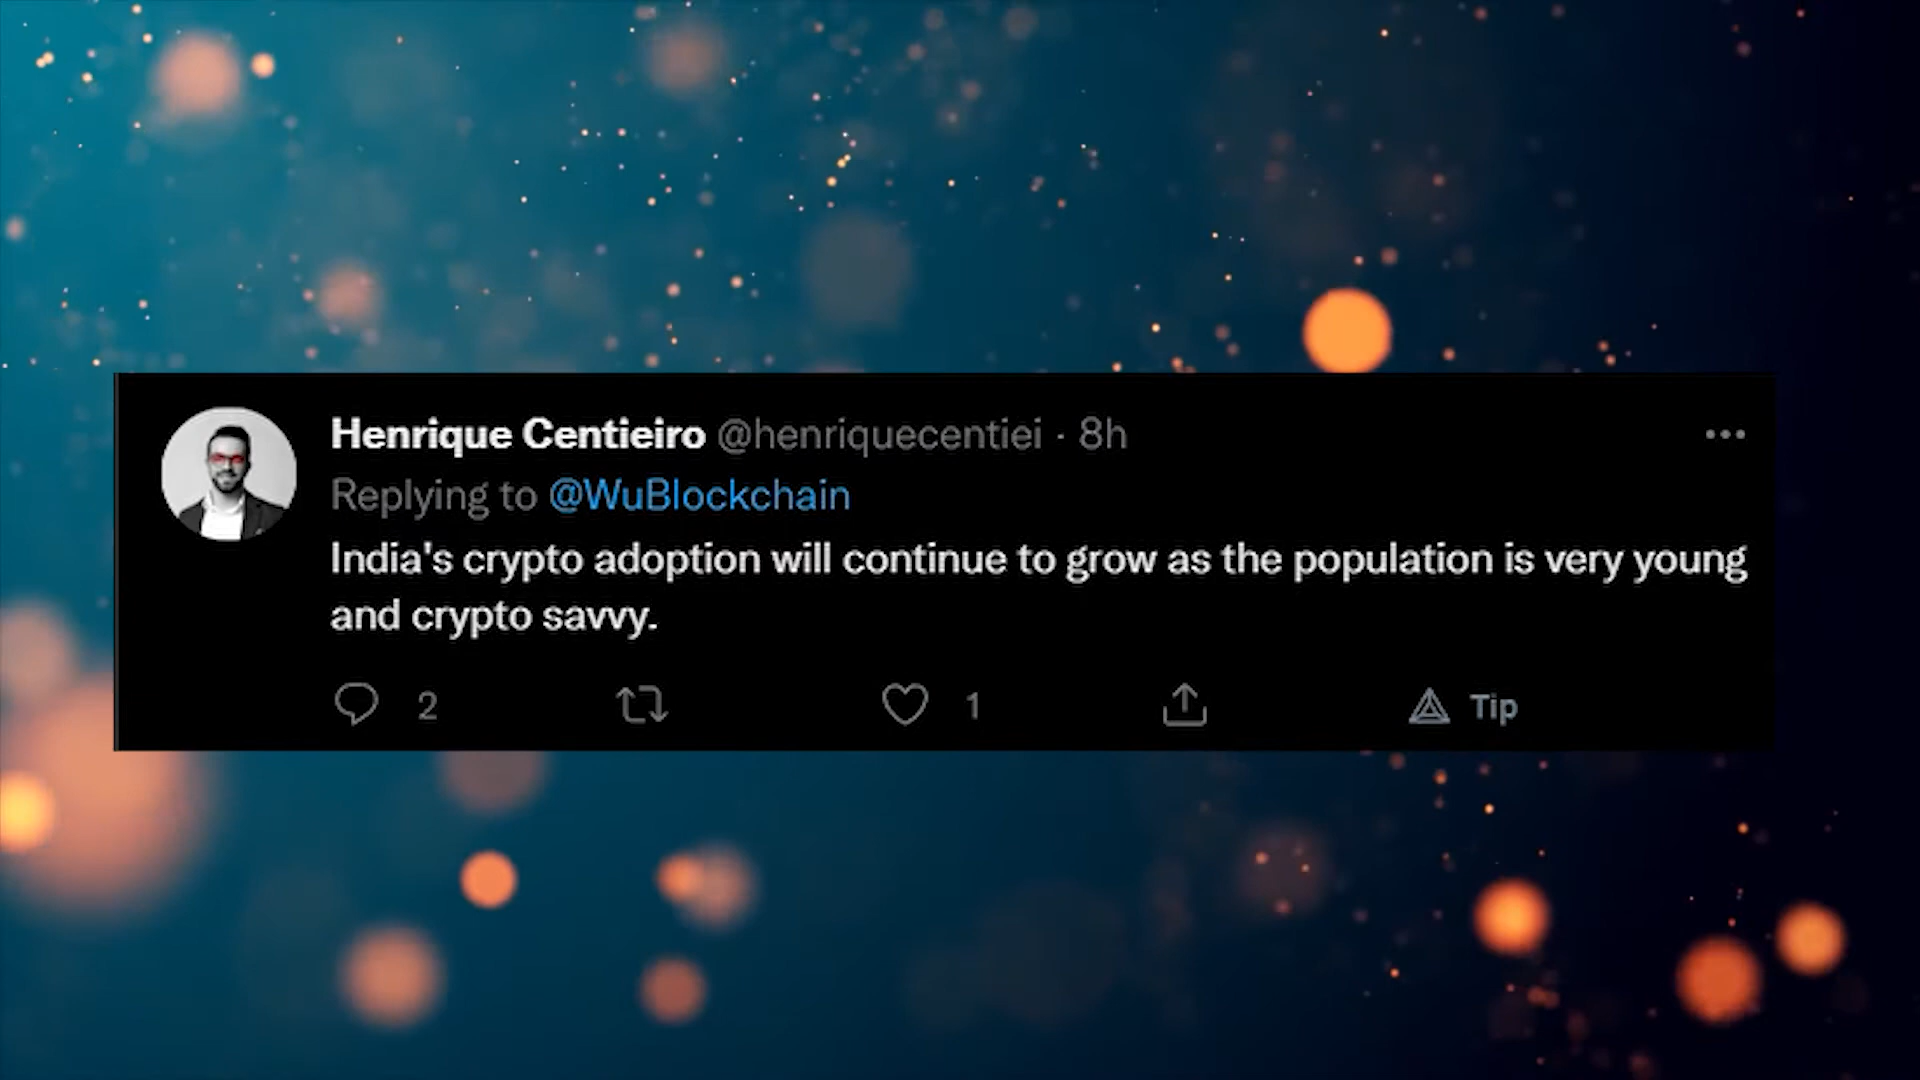 Henrique Centieiro @henriquecentiei · 8h
Replying to @WuBlockchain
India's crypto adoption will continue to grow as the population is very young
and crypto savvy.
2 1 Tip